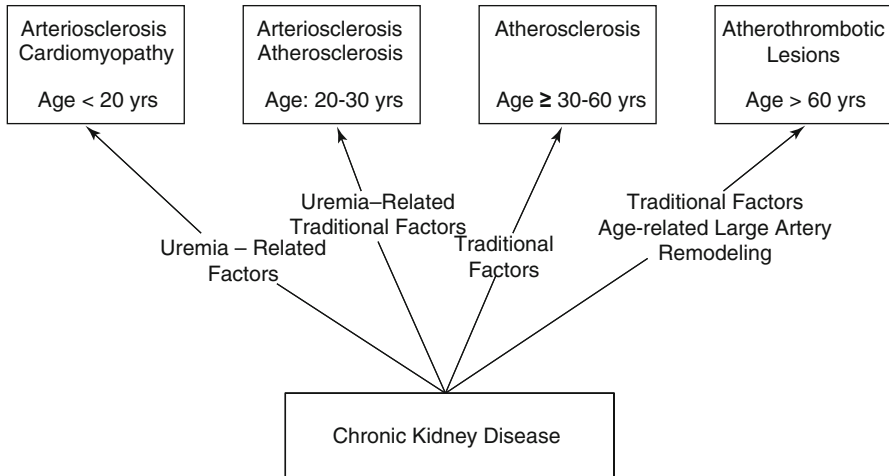 Arteriosclerosis
Cardiomyopathy
Age < 20 yrs
Arteriosclerosis
Atherosclerosis
Age: 20-30 yrs
Atherosclerosis
Age ≥ 30-60 yrs
Atherothrombotic
Lesions
Age > 60 yrs
Uremia – Related
Factors
Uremia–Related
Traditional Factors
Traditional
Factors
Traditional Factors
Age-related Large Artery
Remodeling
Chronic Kidney Disease